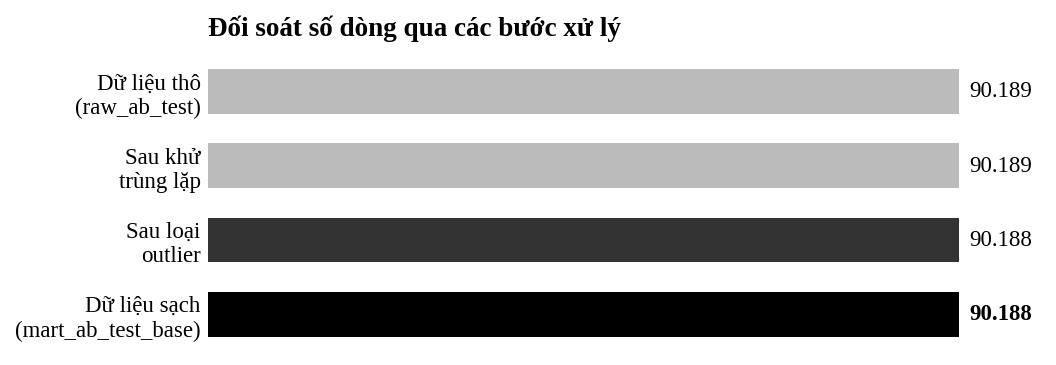 Đối soát số dòng qua các bước xử lý
Dữ liệu thô
(raw_ab_test)
90.189
Sau khử
trùng lặp
90.189
Sau loại
outlier
90.188
Dữ liệu sạch
(mart_ab_test_base)
90.188